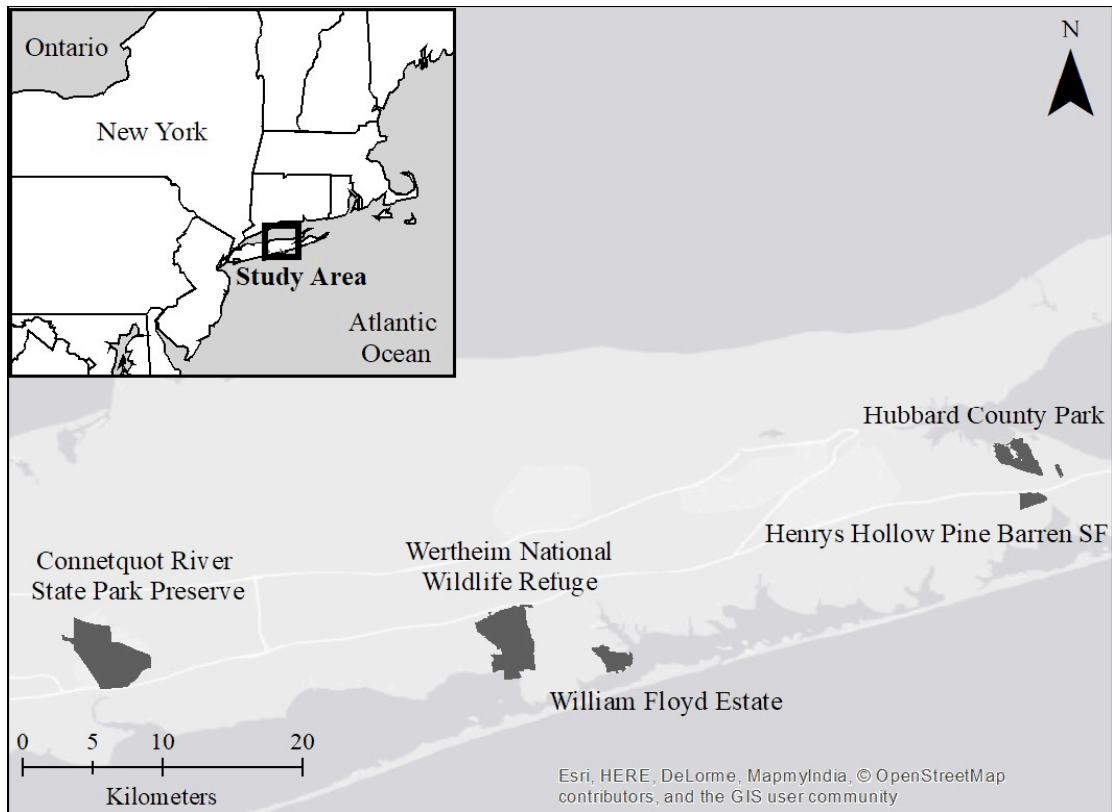 Ontario
New York
Study Area
Atlantic
Ocean
N
Hubbard County Park
Henrys Hollow Pine Barren SF
Connetquot River
State Park Preserve
Wertheim National
Wildlife Refuge
William Floyd Estate
0 5 10 20
Kilometers
Esri, HERE, DeLorme, MapmyIndia, © OpenStreetMap
contributors, and the GIS user community